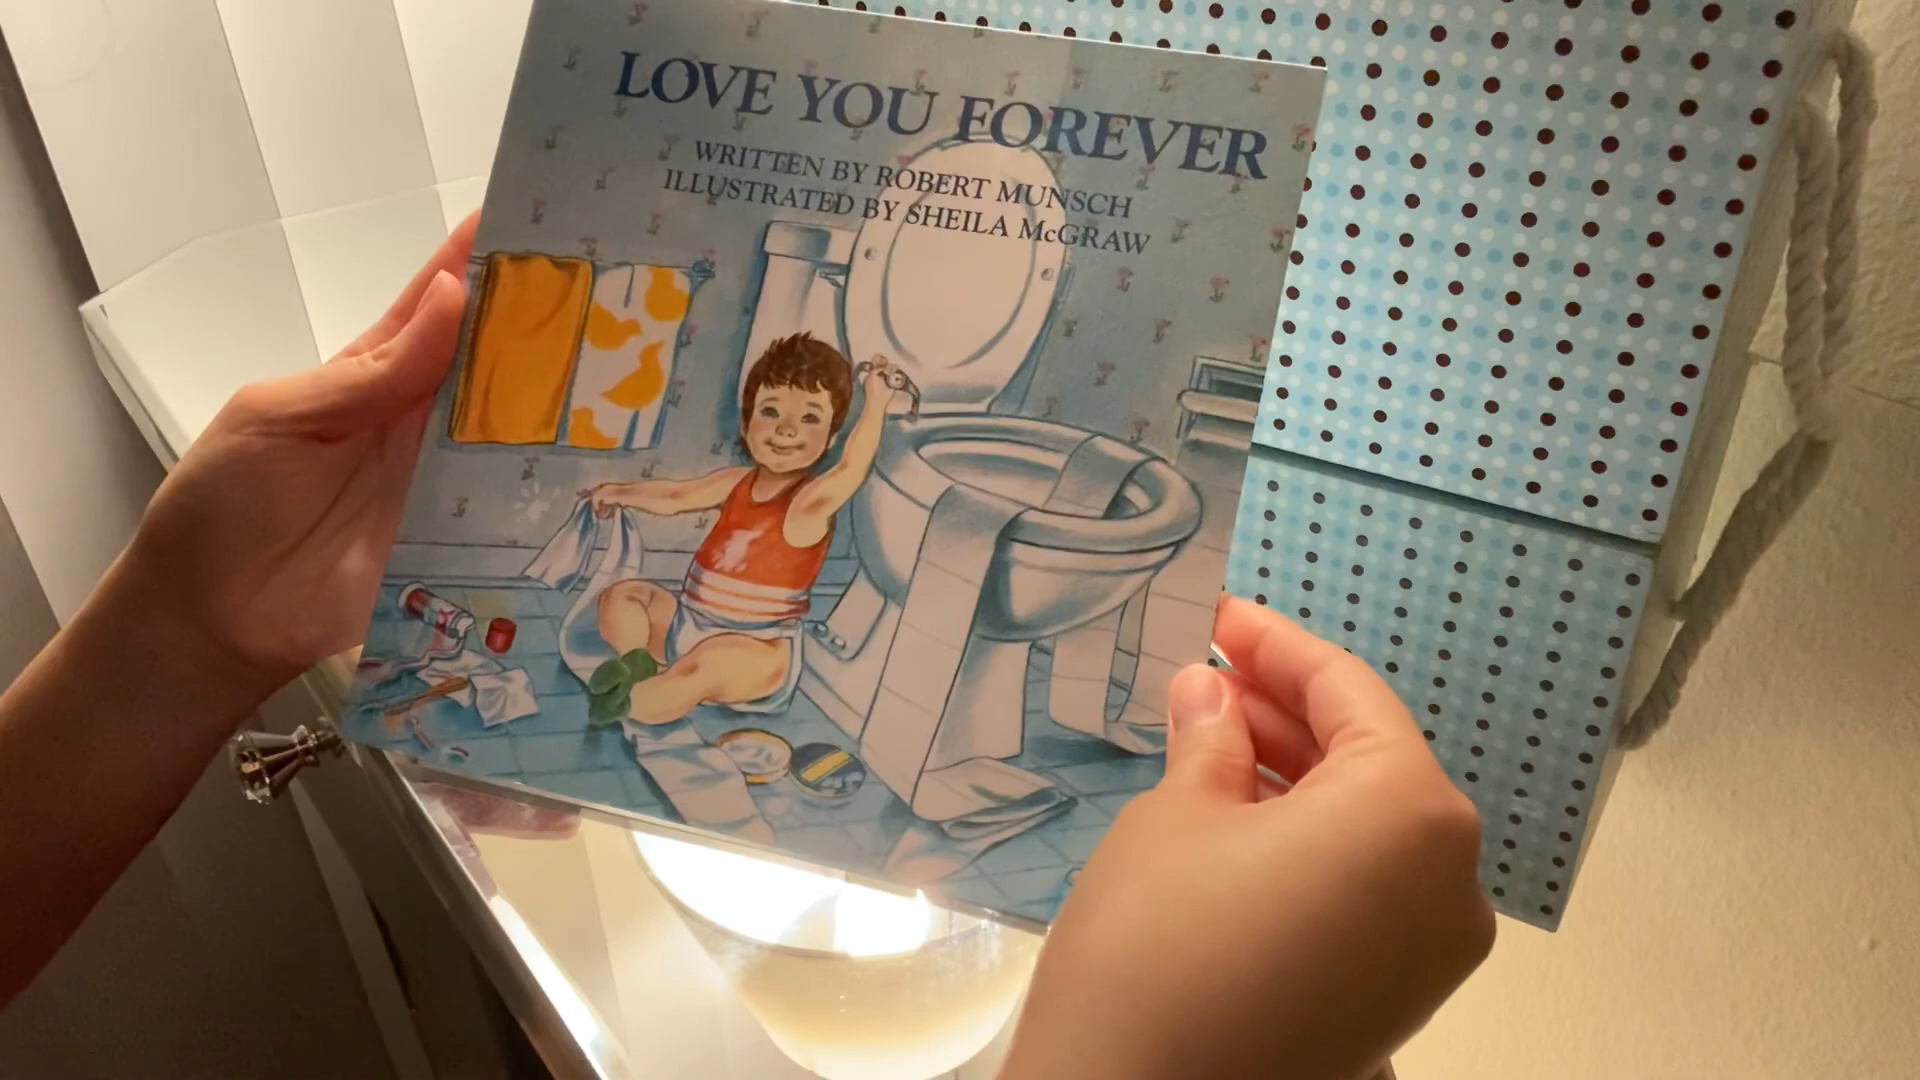 LOVE YOU FOREVER
WRITTEN BY ROBERT MUNSCH
ILLUSTRATED BY SHEILA McGRAW